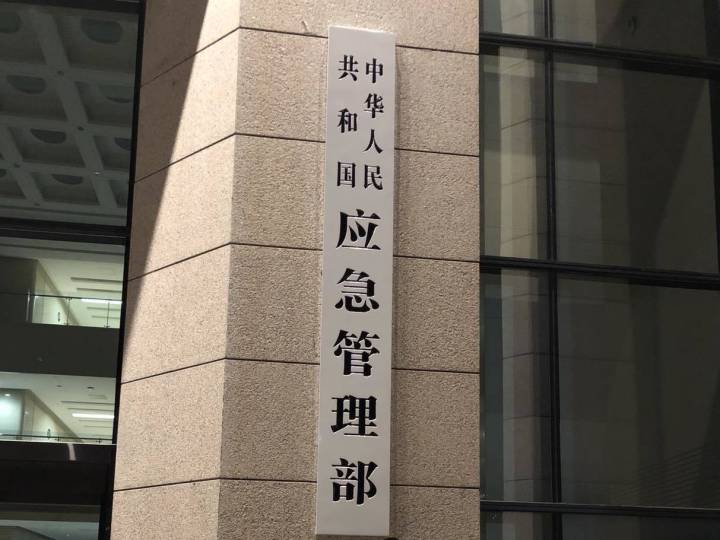 中华人民
共和国
应急管理部